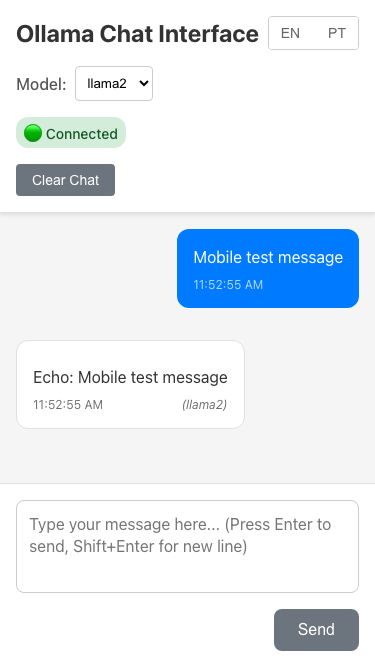 Ollama Chat Interface
EN PT
Model: llama2
Connected
Clear Chat
Mobile test message
11:52:55 AM
Echo: Mobile test message
11:52:55 AM (llama2)
Type your message here... (Press Enter to
send, Shift+Enter for new line)
Send